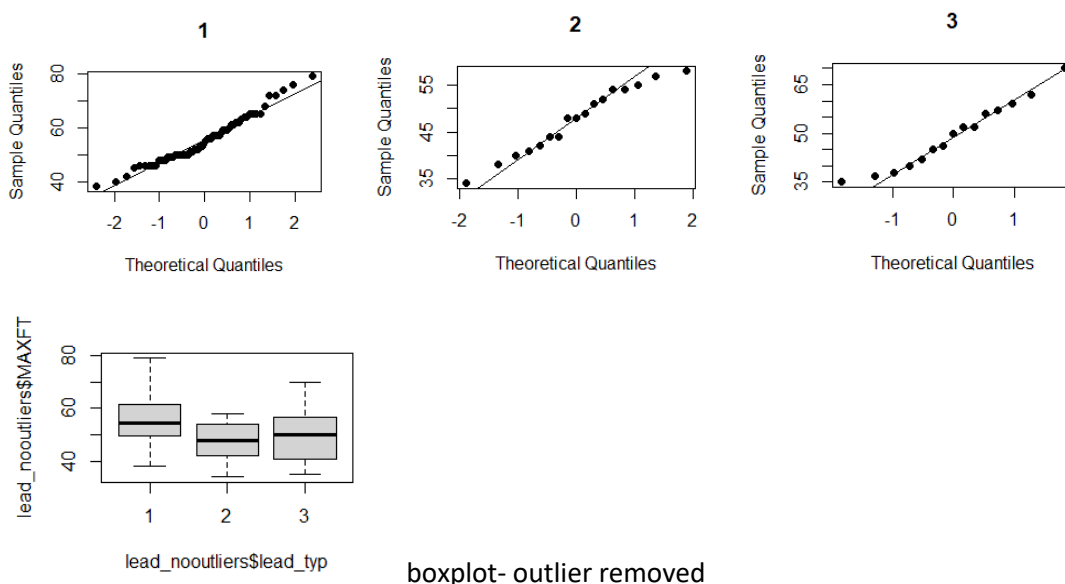 1
Sample Quantiles
40 60 80
-2 -1 0 1 2
Theoretical Quantiles
2
Sample Quantiles
35 45 55
-2 -1 0 1 2
Theoretical Quantiles
3
Sample Quantiles
35 50 65
-1 0 1
Theoretical Quantiles
lead_nooutliers$MAXFT
40 60 80
1 2 3
lead_nooutliers$lead_typ
boxplot- outlier removed